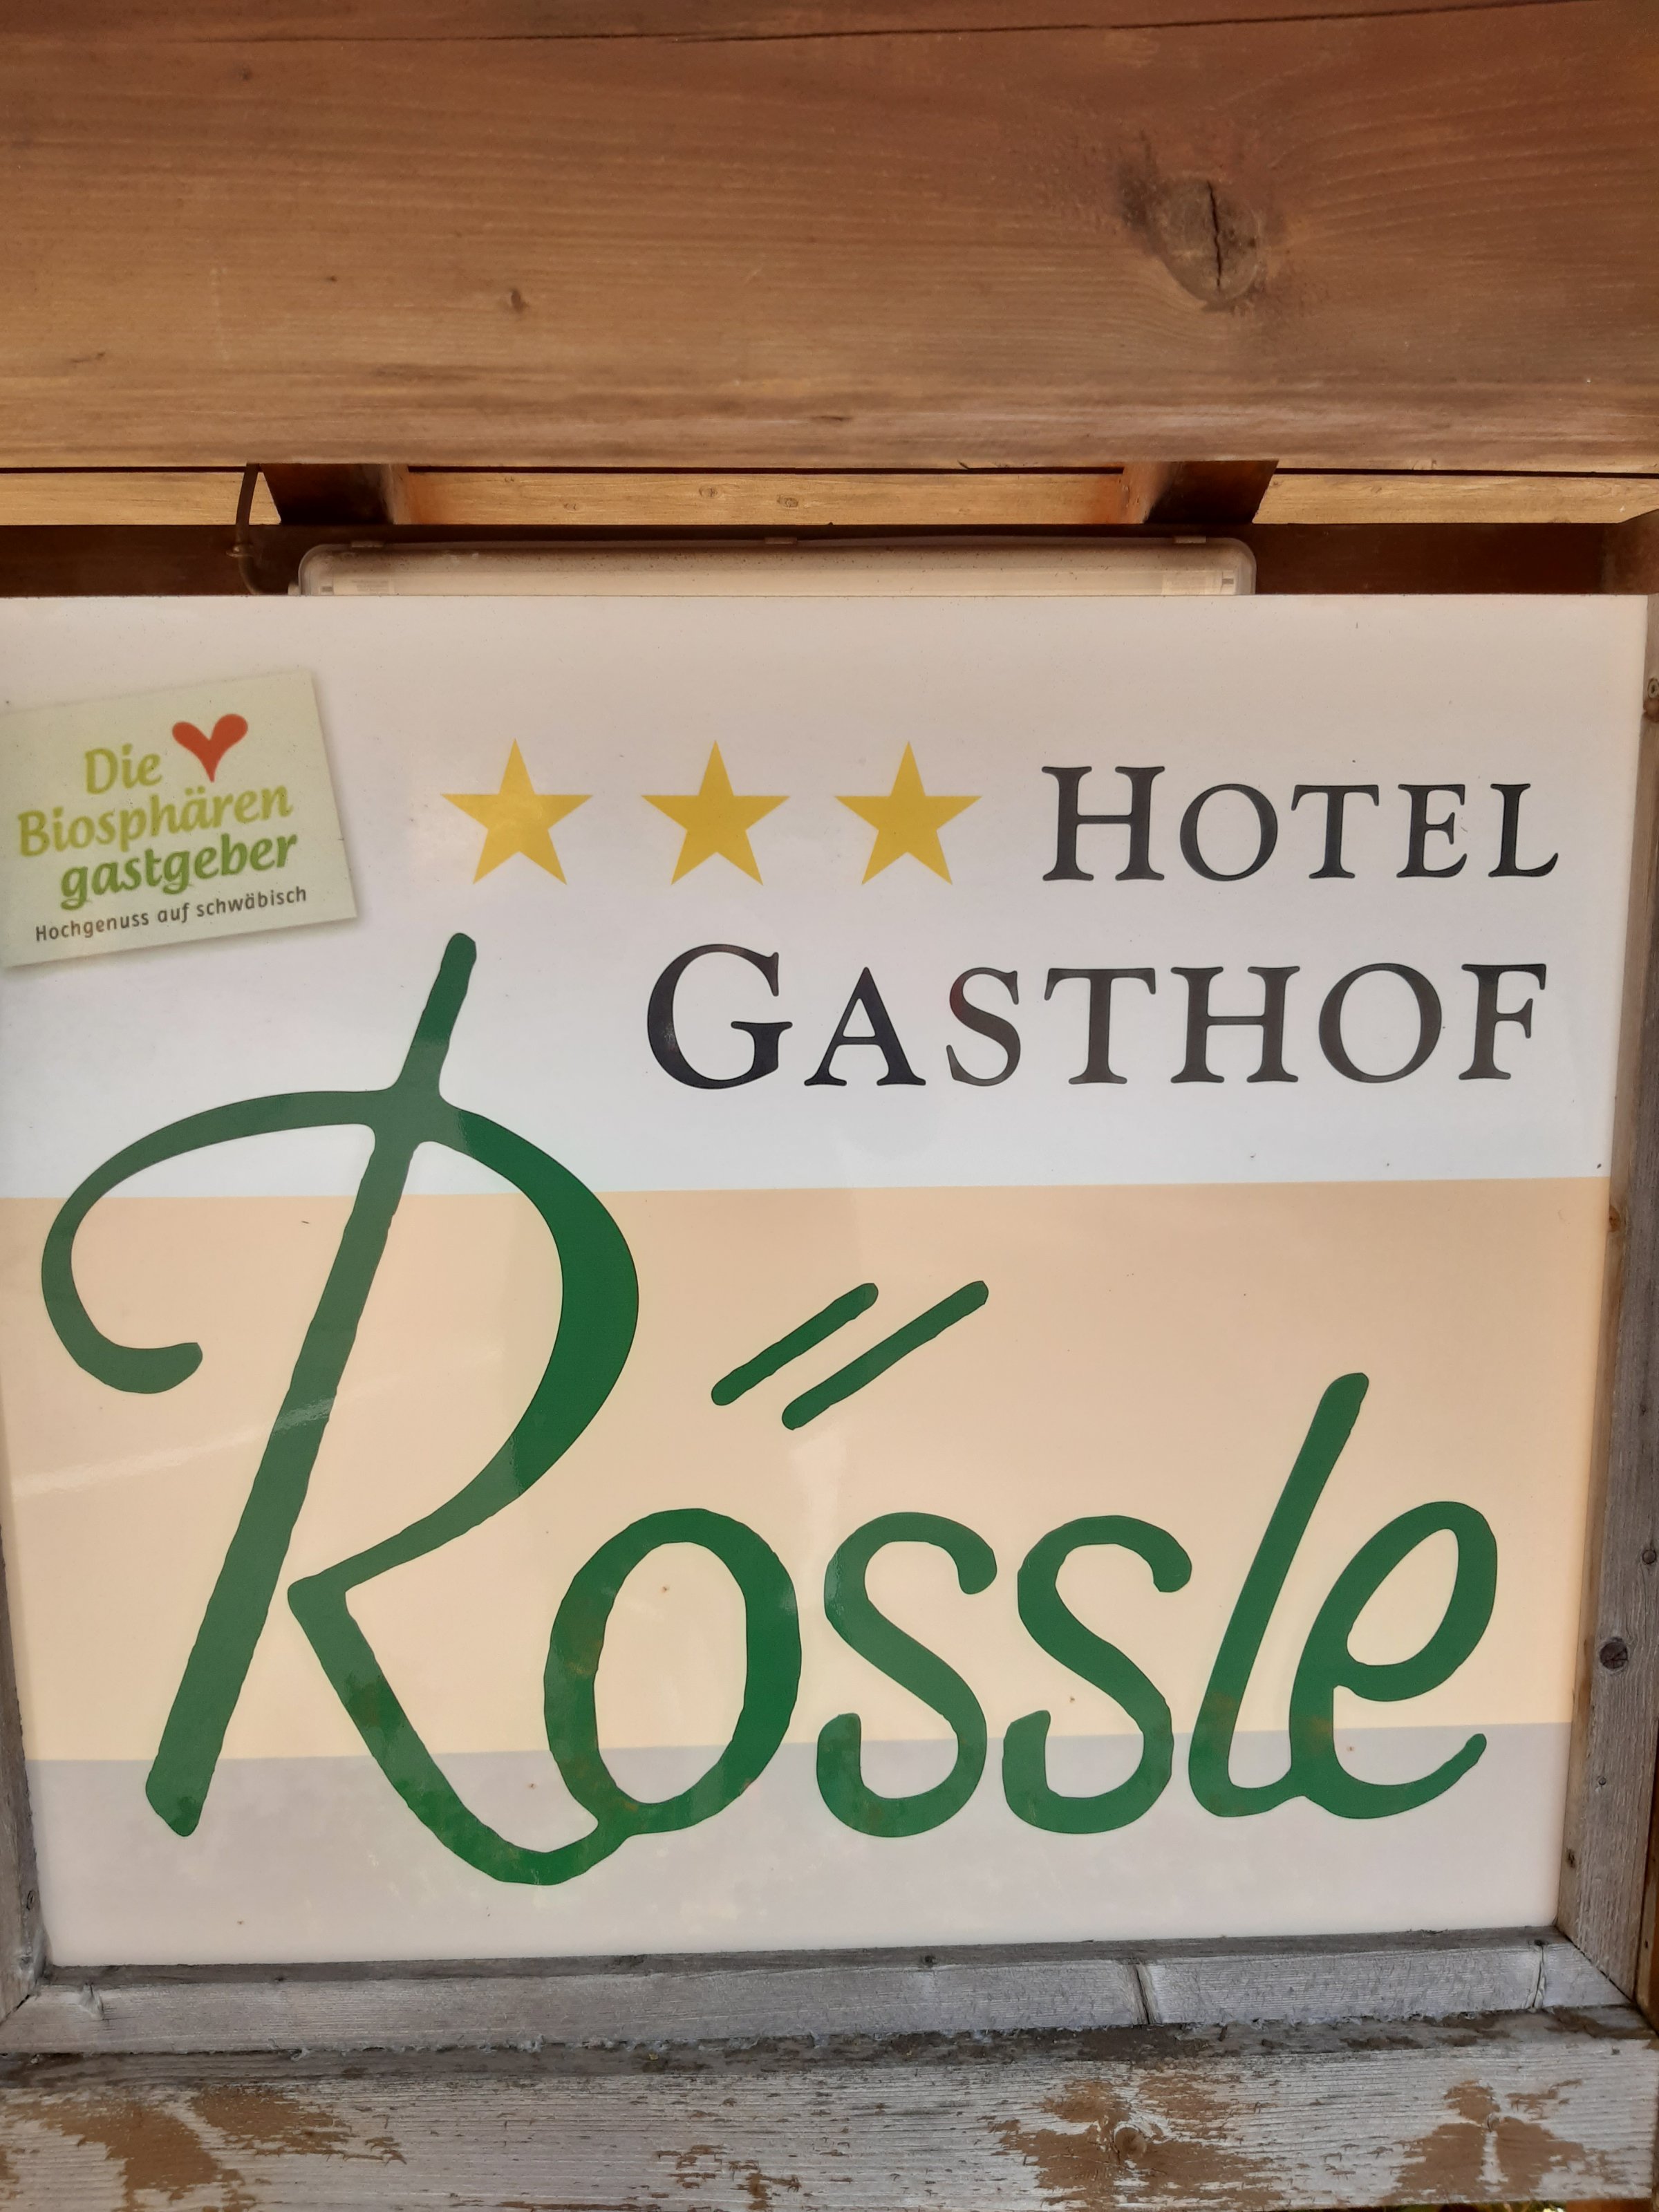 Die
Biosphären
gastgeber
Hochgenuss auf schwäbisch
HOTEL
GASTHOF
Rössle